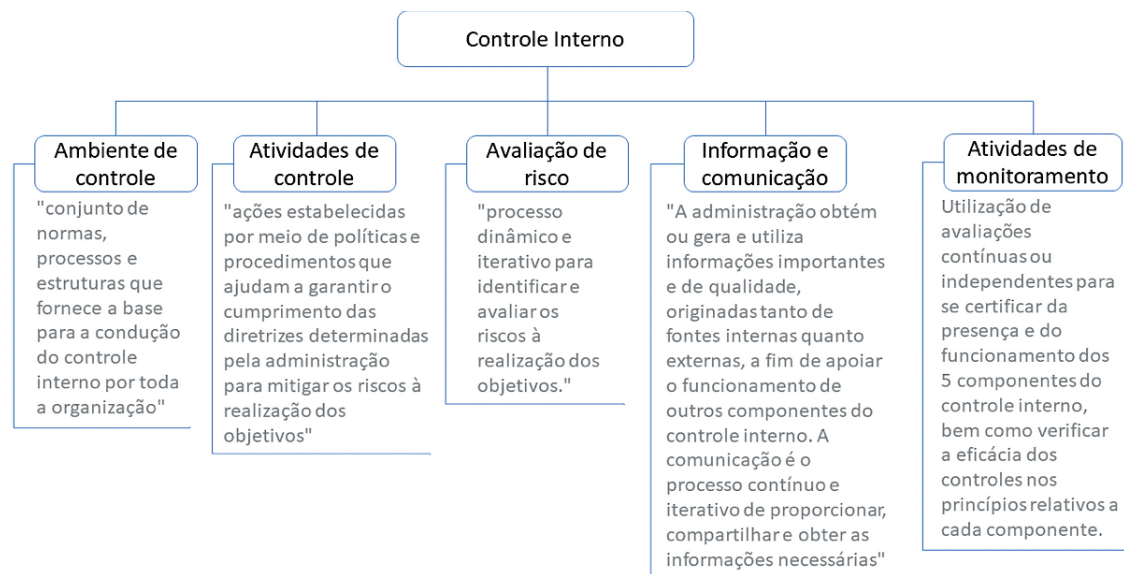 Controle Interno
Ambiente de
controle
"conjunto de
normas,
processos e
estruturas que
fornece a base
para a condução
do controle
interno por toda
a organização"
Atividades de
controle
"ações estabelecidas
por meio de políticas e
procedimentos que
ajudam a garantir o
cumprimento das
diretrizes determinadas
pela administração
para mitigar os riscos à
realização dos
objetivos"
Avaliação de
risco
"processo
dinâmico e
iterativo para
identificar e
avaliar os
riscos à
realização dos
objetivos."
Informação e
comunicação
"A administração obtém
ou gera e utiliza
informações importantes
e de qualidade,
originadas tanto de
fontes internas quanto
externas, a fim de apoiar
o funcionamento de
outros componentes do
controle interno. A
comunicação é o
processo contínuo e
iterativo de proporcionar,
compartilhar e obter as
informações necessárias"
Atividades de
monitoramento
Utilização de
avaliações
contínuas ou
independentes para
se certificar da
presença e do
funcionamento dos
5 componentes do
controle interno,
bem como verificar
a eficácia dos
controles nos
princípios relativos a
cada componente.